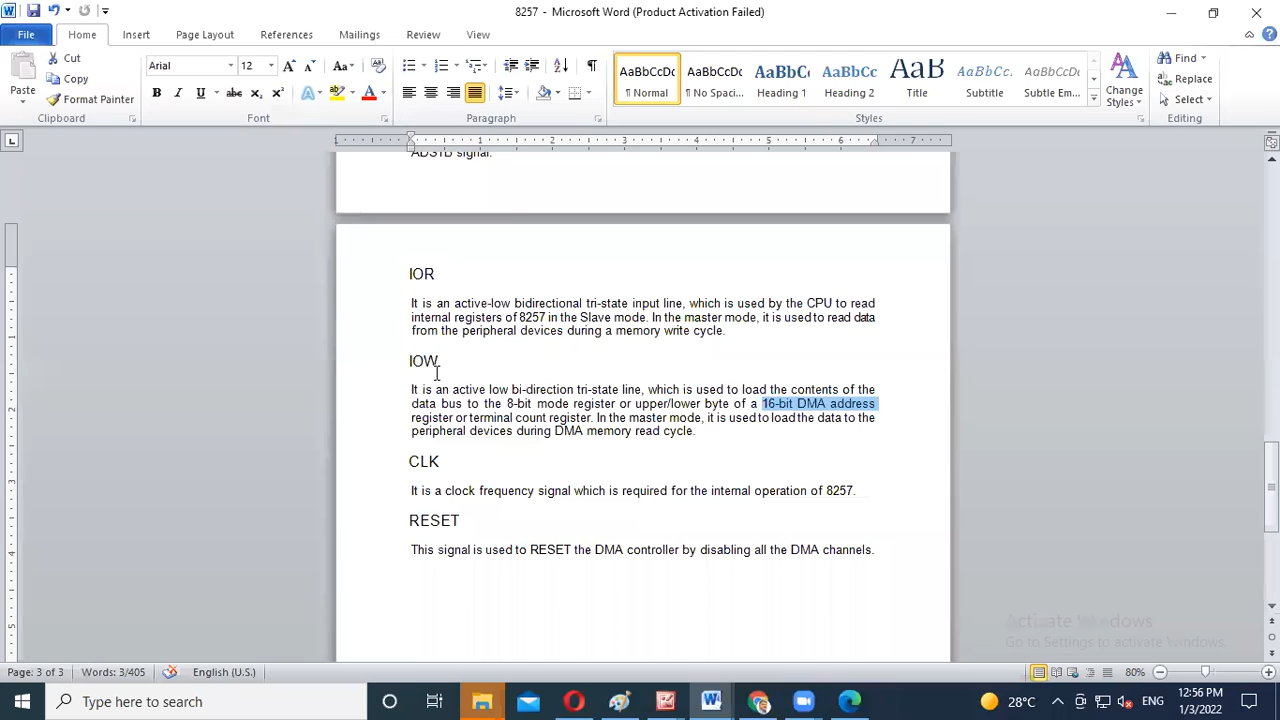 8257 - Microsoft Word (Product Activation Failed)
File Home Insert Page Layout References Mailings Review View
Paste
Cut
Copy
Format Painter
Clipboard
Arial 12
Font
Paragraph
AaBbCcDc AaBbCcDc AaBbC AaBbCc AaB AaBbCcI AaBbCcDc
¶ Normal ¶ No Spaci... Heading 1 Heading 2 Title Subtitle Subtle Em...
Styles
Change
Styles
Find
Replace
Select
Editing
1 1 2 3 4 5 6 7
ADSTB signal.
IOR
It is an active-low bidirectional tri-state input line, which is used by the CPU to read
internal registers of 8257 in the Slave mode. In the master mode, it is used to read data
from the peripheral devices during a memory write cycle.
IOW
It is an active low bi-direction tri-state line, which is used to load the contents of the
data bus to the 8-bit mode register or upper/lower byte of a 16-bit DMA address
register or terminal count register. In the master mode, it is used to load the data to the
peripheral devices during DMA memory read cycle.
CLK
It is a clock frequency signal which is required for the internal operation of 8257.
RESET
This signal is used to RESET the DMA controller by disabling all the DMA channels.
Activate Windows
Go to Settings to activate Windows.
Page: 3 of 3 Words: 3/405 English (U.S.) 80%
Type here to search
28°C ENG
12:56 PM
1/3/2022